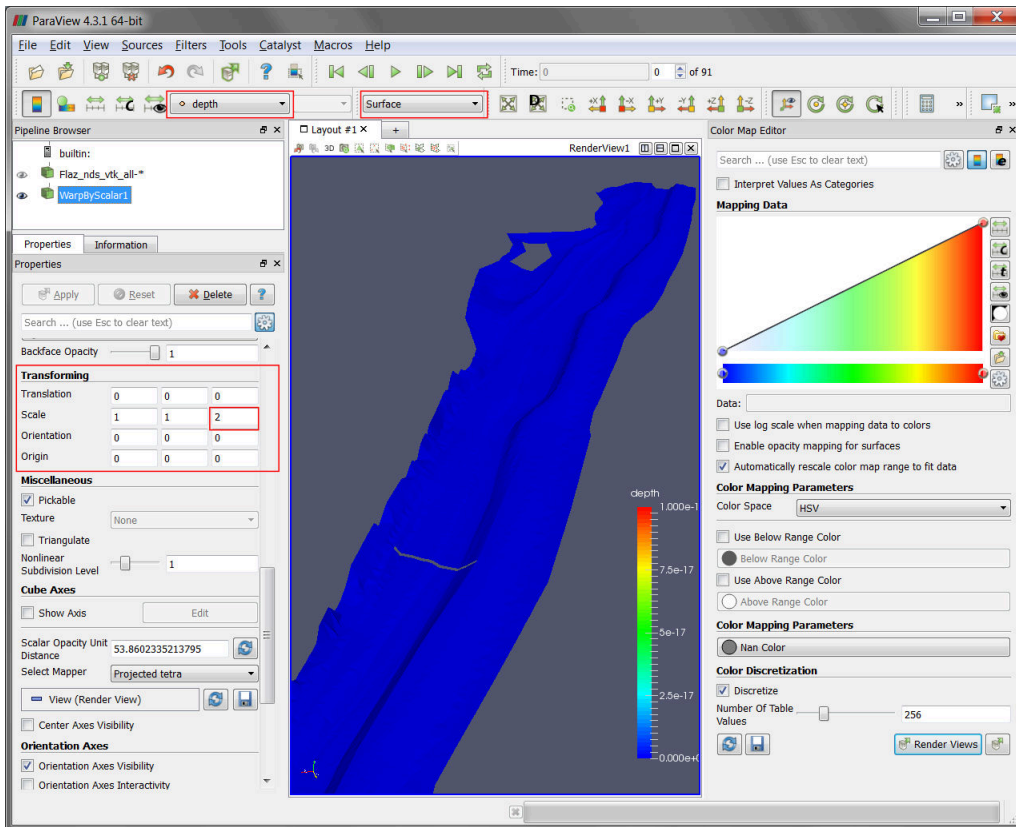 ParaView 4.3.1 64-bit
File Edit View Sources Filters Tools Catalyst Macros Help
Time: 0 0 of 91
depth Surface
Pipeline Browser
builtin:
Flaz_nds_vtk_all-*
WarpByScalar1
Properties Information
Properties
Apply Reset Delete ?
Search ... (use Esc to clear text)
Backface Opacity 1
Transforming
Translation 0 0 0
Scale 1 1 2
Orientation 0 0 0
Origin 0 0 0
Miscellaneous
Pickable
Texture None
Triangulate
Nonlinear
Subdivision Level 1
Cube Axes
Show Axis Edit
Scalar Opacity Unit
Distance 53.8602335213795
Select Mapper Projected tetra
View (Render View)
Center Axes Visibility
Orientation Axes
Orientation Axes Visibility
Orientation Axes Interactivity
Layout #1 X +
3D RenderView1
depth
1.000e-1
7.5e-17
5e-17
2.5e-17
0.000e+0
Color Map Editor
Search ... (use Esc to clear text)
Interpret Values As Categories
Mapping Data
Data:
Use log scale when mapping data to colors
Enable opacity mapping for surfaces
Automatically rescale color map range to fit data
Color Mapping Parameters
Color Space HSV
Use Below Range Color
Below Range Color
Use Above Range Color
Above Range Color
Color Mapping Parameters
Nan Color
Color Discretization
Discretize
Number Of Table
Values 256
Render Views